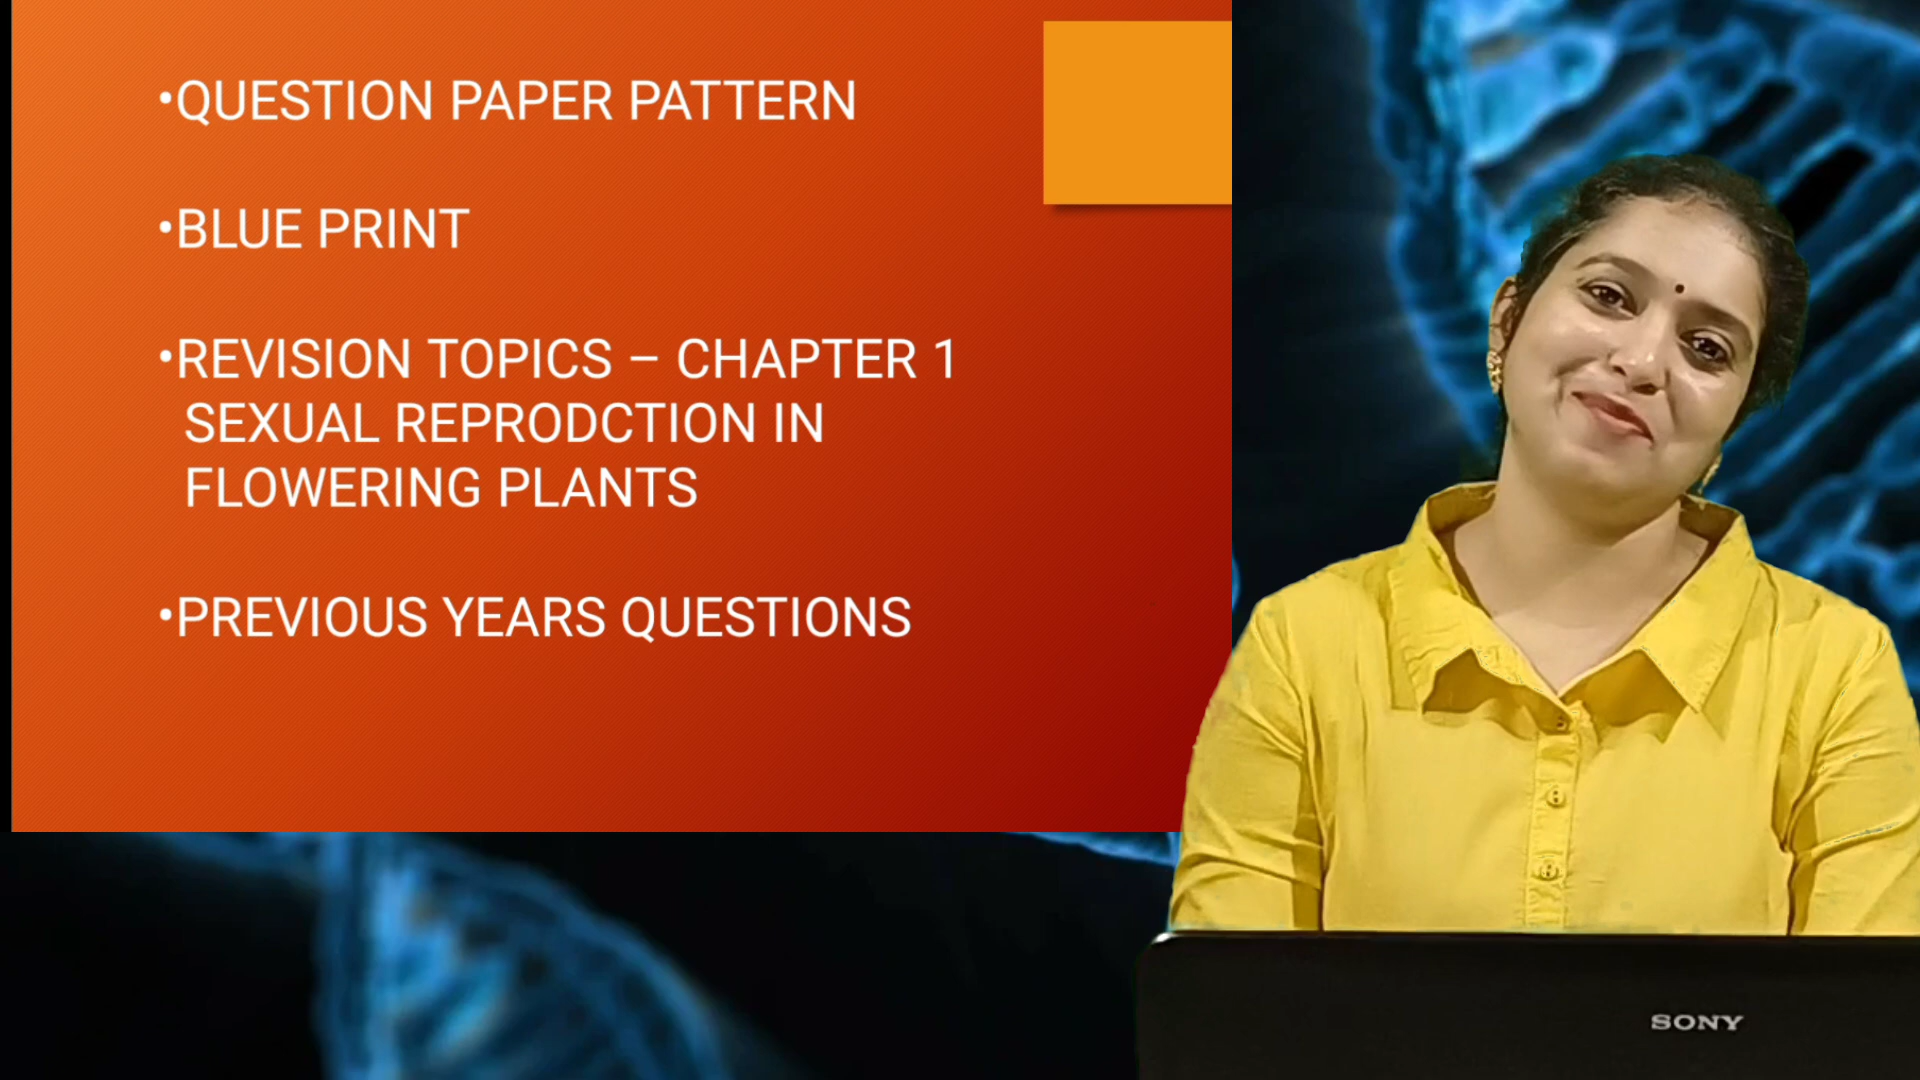 •QUESTION PAPER PATTERN
•BLUE PRINT
•REVISION TOPICS – CHAPTER 1
SEXUAL REPRODCTION IN
FLOWERING PLANTS
•PREVIOUS YEARS QUESTIONS
SONY